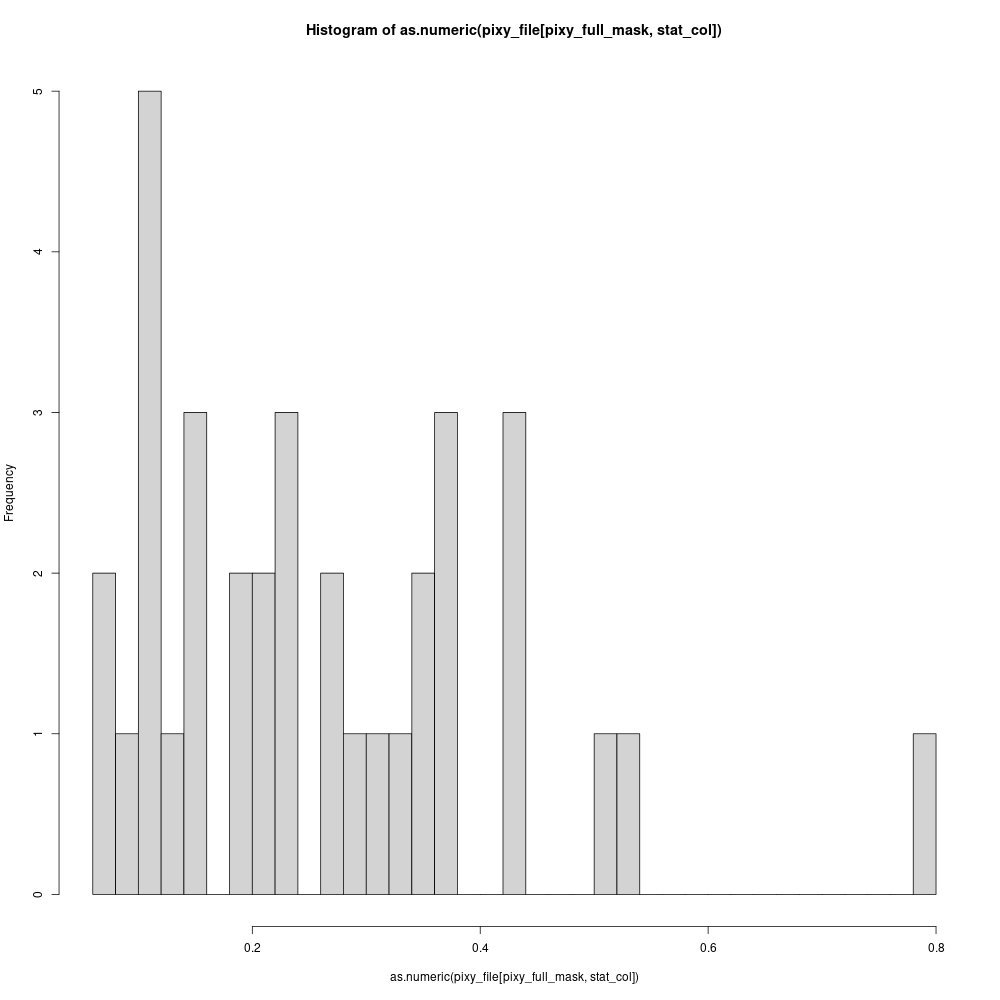 Histogram of as.numeric(pixy_file[pixy_full_mask, stat_col])
5
4
3
2
1
0
Frequency
0.2 0.4 0.6 0.8
as.numeric(pixy_file[pixy_full_mask, stat_col])